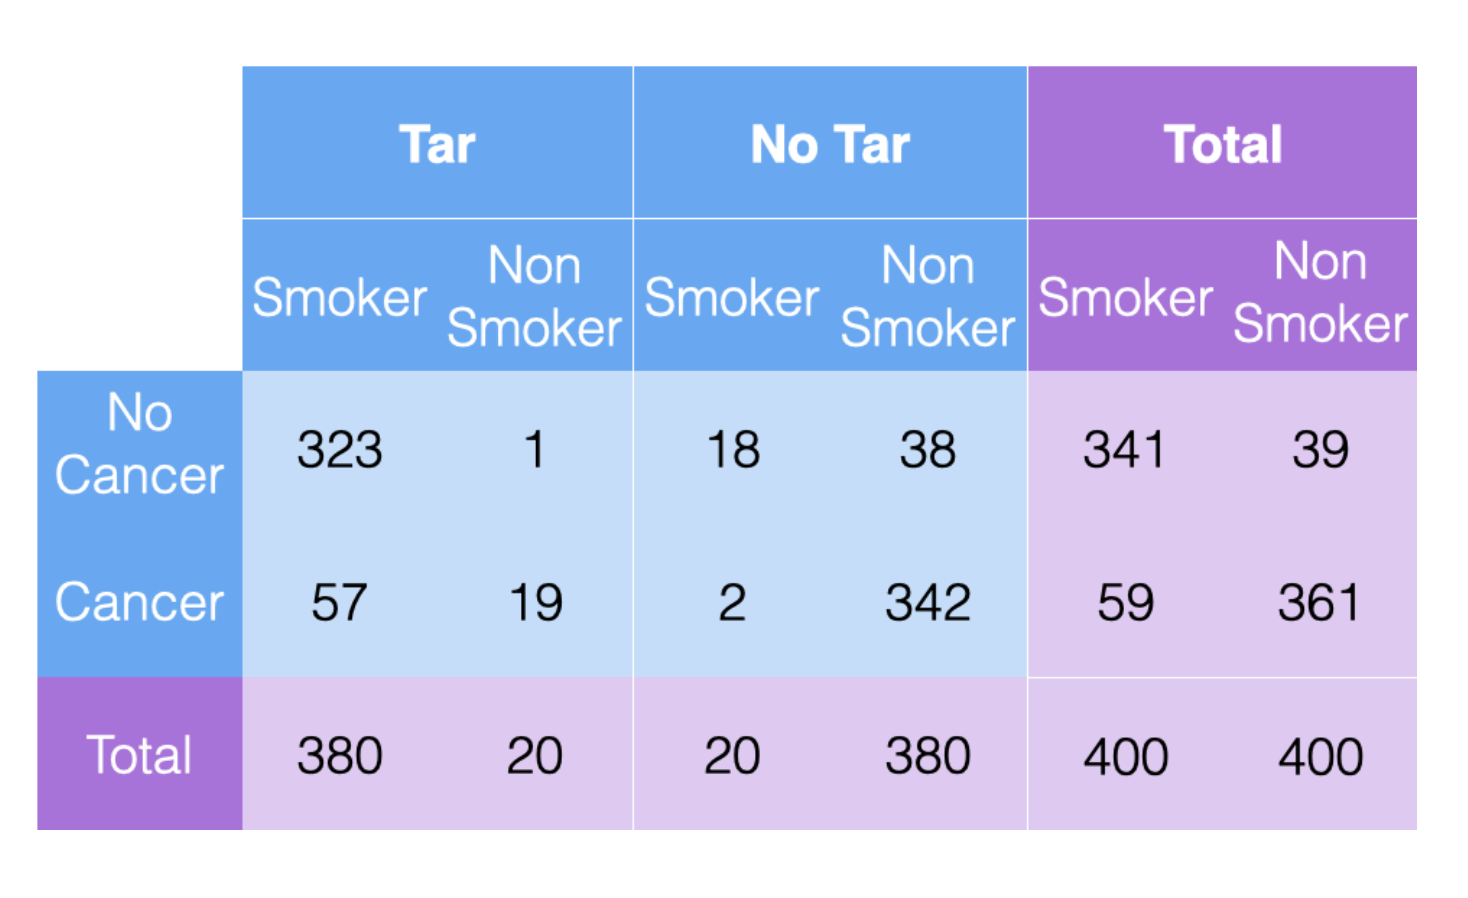 Tar No Tar Total
Smoker Non Smoker Smoker Non Smoker Smoker Non Smoker
No Cancer 323 1 18 38 341 39
Cancer 57 19 2 342 59 361
Total 380 20 20 380 400 400